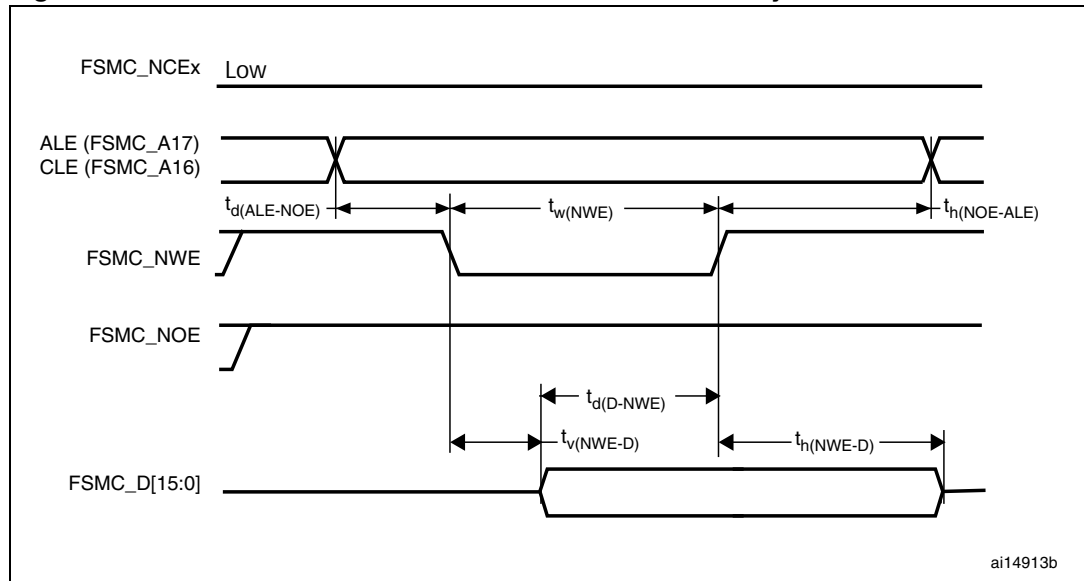 FSMC_NCEx Low
ALE (FSMC_A17)
CLE (FSMC_A16)
td(ALE-NOE) tw(NWE) th(NOE-ALE)
FSMC_NWE
FSMC_NOE
td(D-NWE)
tv(NWE-D) th(NWE-D)
FSMC_D[15:0]
ai14913b